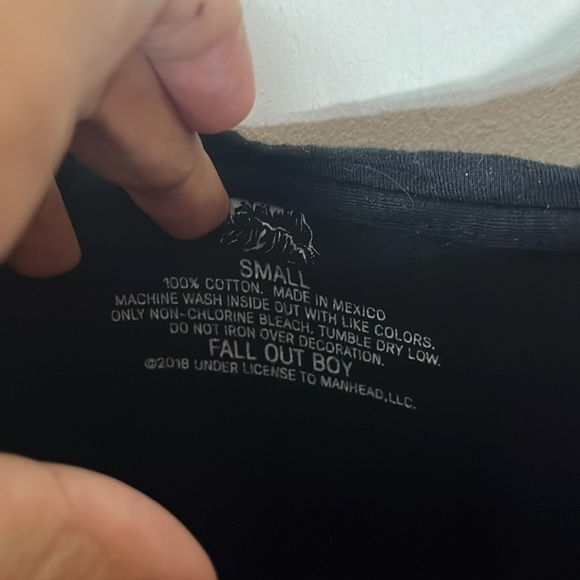 SMALL
100% COTTON. MADE IN MEXICO
MACHINE WASH INSIDE OUT WITH LIKE COLORS.
ONLY NON-CHLORINE BLEACH. TUMBLE DRY LOW.
DO NOT IRON OVER DECORATION.
FALL OUT BOY
©2018 UNDER LICENSE TO MANHEAD, LLC.